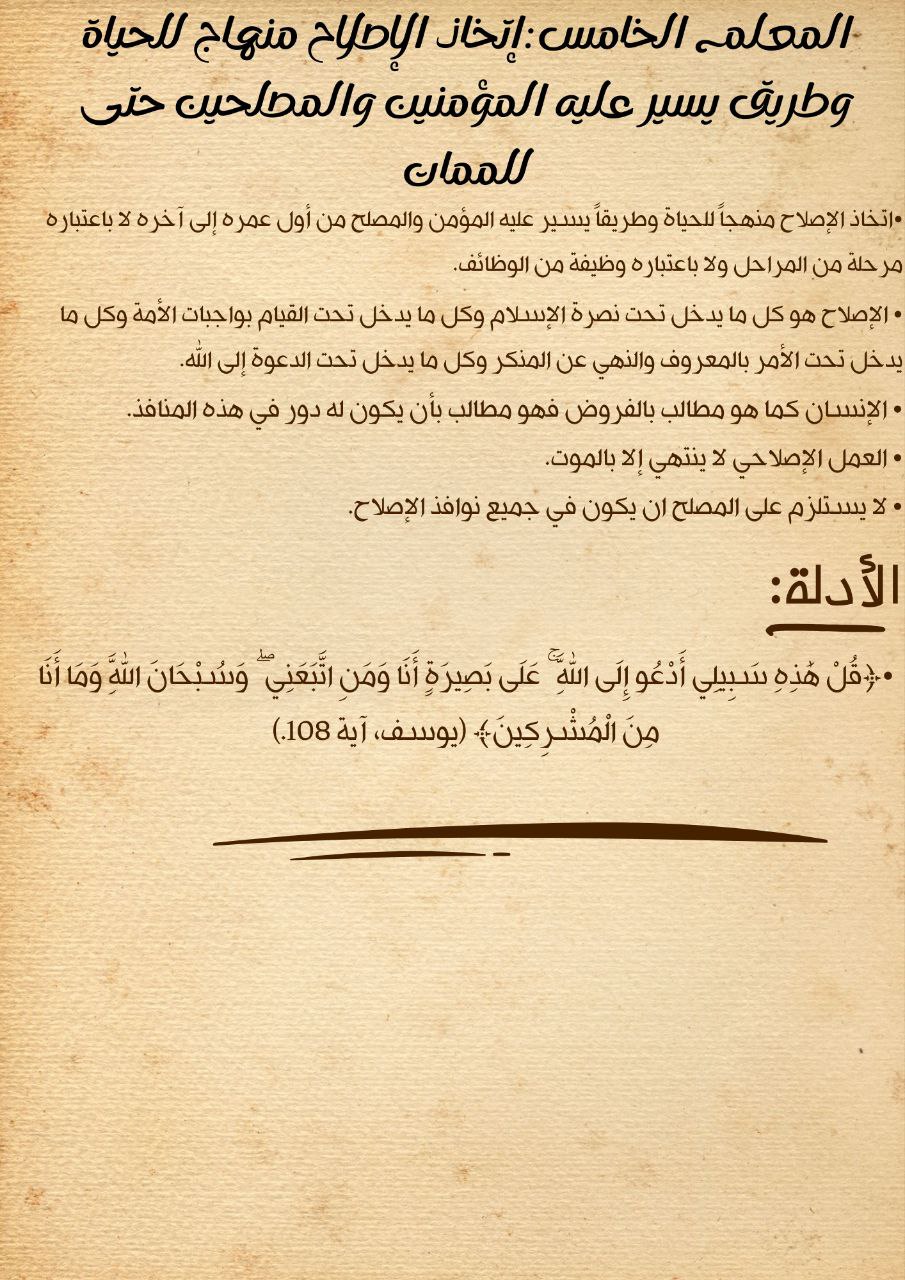 المعلم الخامس:إتخاذ الإصلاح منهاج للحياة
وطريق يسير عليه المؤمنين والمصلحين حتى
للممات
•اتخاذ الإصلاح منهجاً للحياة وطريقاً يسير عليه المؤمن والمصلح من أول عمره إلى آخره لا باعتباره
مرحلة من المراحل ولا باعتباره وظيفة من الوظائف.
• الإصلاح هو كل ما يدخل تحت نصرة الإسلام وكل ما يدخل تحت القيام بواجبات الأمة وكل ما
يدخل تحت الأمر بالمعروف والنهي عن المنكر وكل ما يدخل تحت الدعوة إلى الله.
• الإنسان كما هو مطالب بالفروض فهو مطالب بأن يكون له دور في هذه المنافذ.
• العمل الإصلاحي لا ينتهي إلا بالموت.
• لا يستلزم على المصلح ان يكون في جميع نوافذ الإصلاح.
الأدلة:
•﴿قُلْ هَٰذِهِ سَبِيلِي أَدْعُو إِلَى اللَّهِ ۚ عَلَى بَصِيرَةٍ أَنَا وَمَنِ اتَّبَعَنِي ۖ وَسُبْحَانَ اللَّهِ وَمَا أَنَا
مِنَ الْمُشْرِكِينَ﴾ (يوسف، آية 108.)